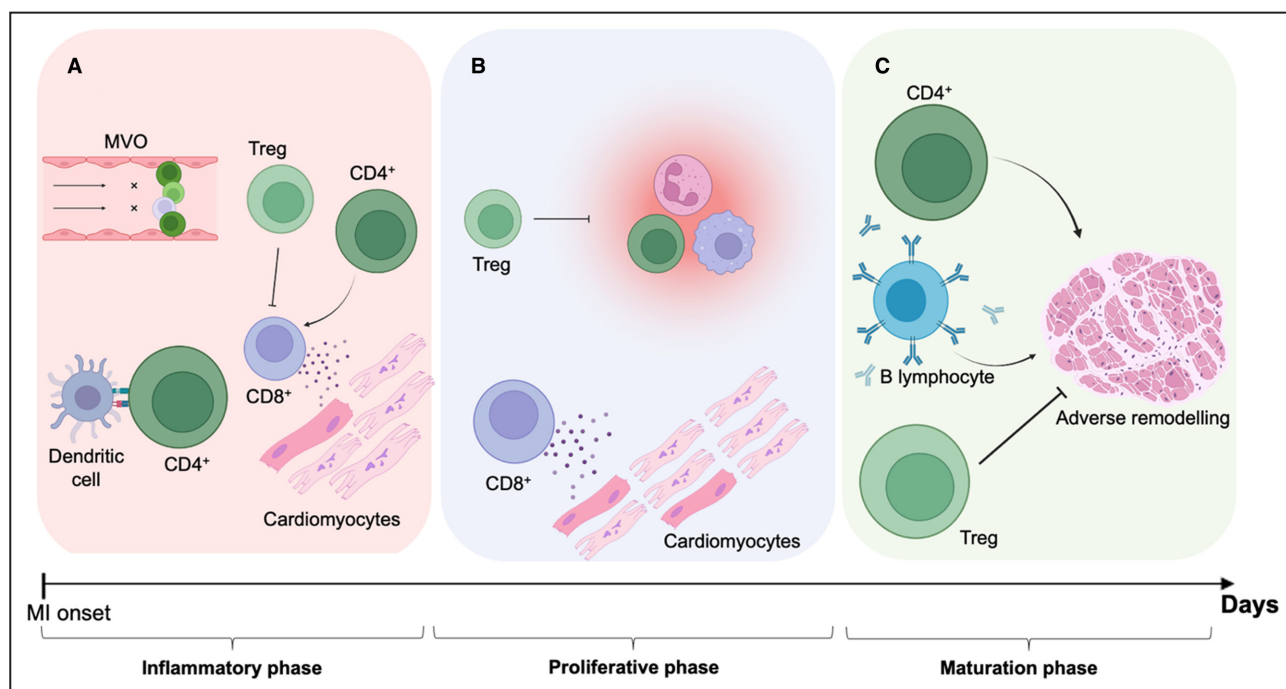 A
MVO
Treg
CD4⁺
CD8⁺
Dendritic
cell
CD4⁺
Cardiomyocytes
B
Treg
CD8⁺
Cardiomyocytes
C
CD4⁺
B lymphocyte
Adverse remodelling
Treg
MI onset
Days
Inflammatory phase
Proliferative phase
Maturation phase